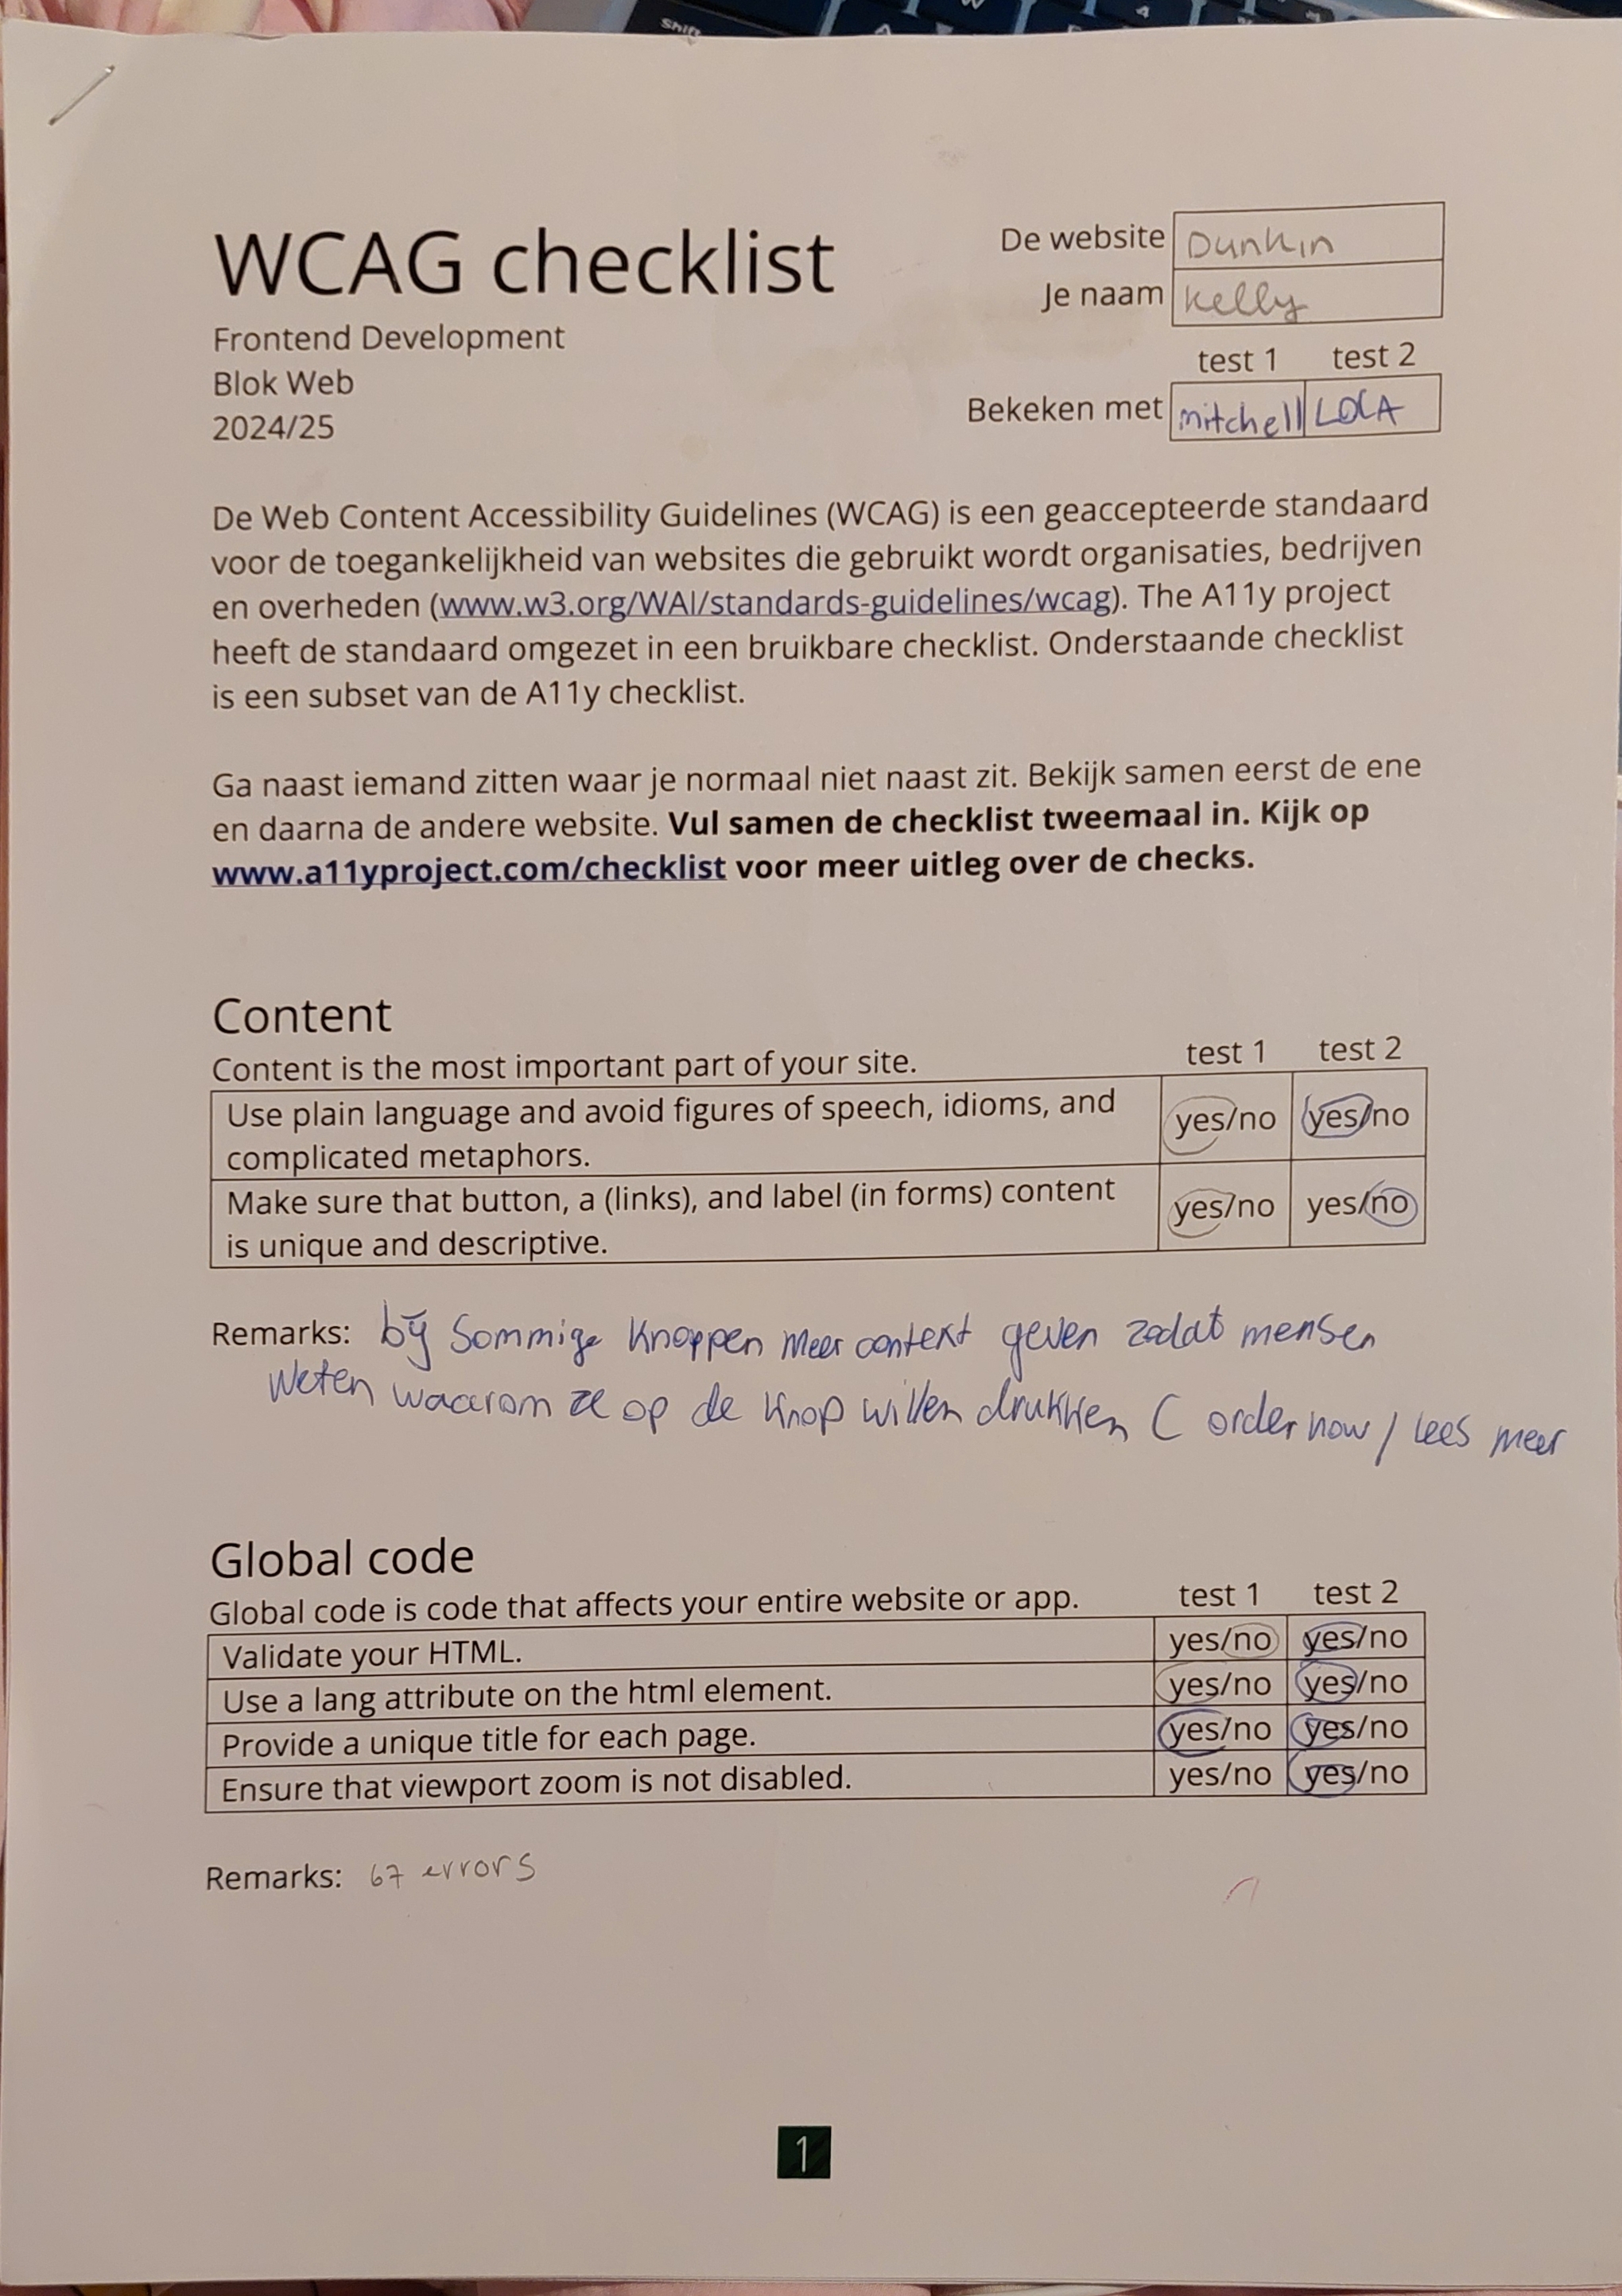 Shift
WCAG checklist
Frontend Development
Blok Web
2024/25
De website Dunkin
Je naam Kelly
test 1 test 2
Bekeken met mitchell LOLA
De Web Content Accessibility Guidelines (WCAG) is een geaccepteerde standaard
voor de toegankelijkheid van websites die gebruikt wordt organisaties, bedrijven
en overheden (www.w3.org/WAI/standards-guidelines/wcag). The A11y project
heeft de standaard omgezet in een bruikbare checklist. Onderstaande checklist
is een subset van de A11y checklist.
Ga naast iemand zitten waar je normaal niet naast zit. Bekijk samen eerst de ene
en daarna de andere website. Vul samen de checklist tweemaal in. Kijk op
www.a11yproject.com/checklist voor meer uitleg over de checks.
Content
Content is the most important part of your site. test 1 test 2
Use plain language and avoid figures of speech, idioms, and yes/no yes/no
complicated metaphors.
Make sure that button, a (links), and label (in forms) content yes/no yes/no
is unique and descriptive.
Remarks: bij Sommige Knoppen meer context geven zodat mensen
weten waarom ze op de knop willen drukken ( order now / lees meer
Global code
Global code is code that affects your entire website or app. test 1 test 2
Validate your HTML. yes/no yes/no
Use a lang attribute on the html element. yes/no yes/no
Provide a unique title for each page. yes/no yes/no
Ensure that viewport zoom is not disabled. yes/no yes/no
Remarks: 67 errors
1